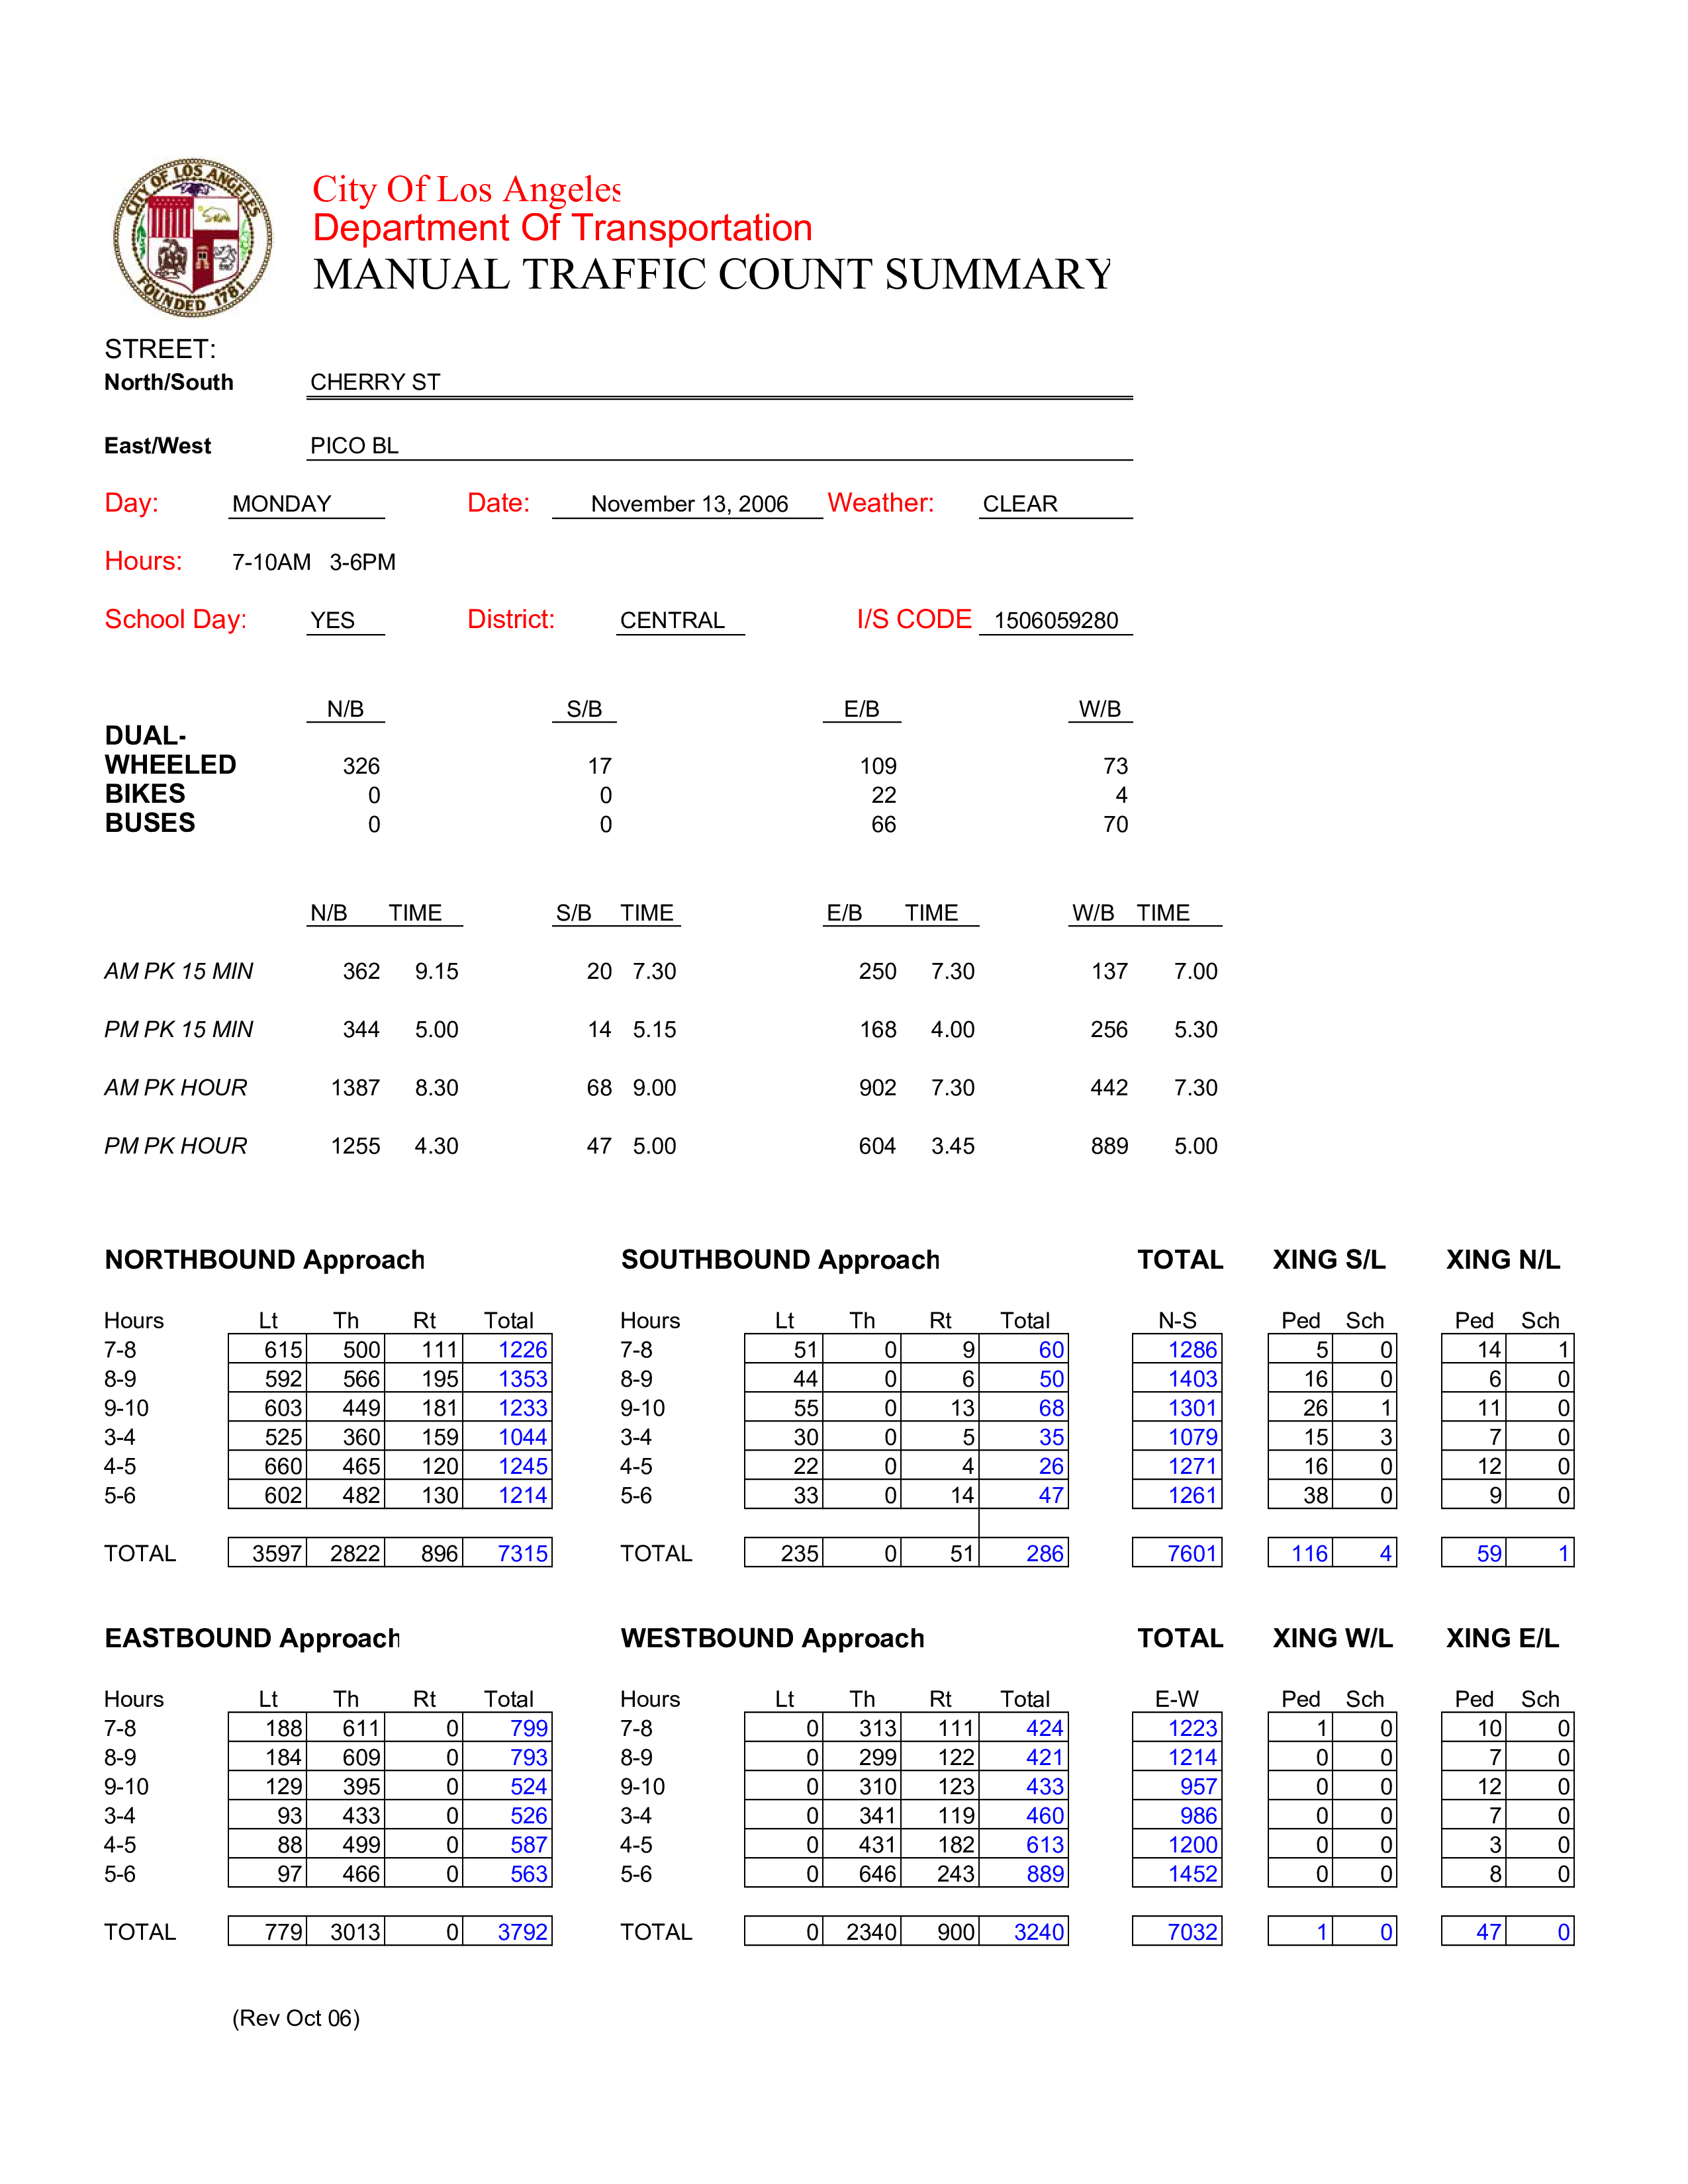 CITY OF LOS ANGELES
FOUNDED 1781
City Of Los Angeles
Department Of Transportation
MANUAL TRAFFIC COUNT SUMMARY
STREET:
North/South CHERRY ST
East/West PICO BL
Day: MONDAY Date: November 13, 2006 Weather: CLEAR
Hours: 7-10AM 3-6PM
School Day: YES District: CENTRAL I/S CODE 1506059280
N/B S/B E/B W/B
DUAL-
WHEELED 326 17 109 73
BIKES 0 0 22 4
BUSES 0 0 66 70
N/B TIME S/B TIME E/B TIME W/B TIME
AM PK 15 MIN 362 9.15 20 7.30 250 7.30 137 7.00
PM PK 15 MIN 344 5.00 14 5.15 168 4.00 256 5.30
AM PK HOUR 1387 8.30 68 9.00 902 7.30 442 7.30
PM PK HOUR 1255 4.30 47 5.00 604 3.45 889 5.00
NORTHBOUND Approach SOUTHBOUND Approach TOTAL XING S/L XING N/L
Hours Lt Th Rt Total Hours Lt Th Rt Total N-S Ped Sch Ped Sch
7-8 615 500 111 1226 7-8 51 0 9 60 1286 5 0 14 1
8-9 592 566 195 1353 8-9 44 0 6 50 1403 16 0 6 0
9-10 603 449 181 1233 9-10 55 0 13 68 1301 26 1 11 0
3-4 525 360 159 1044 3-4 30 0 5 35 1079 15 3 7 0
4-5 660 465 120 1245 4-5 22 0 4 26 1271 16 0 12 0
5-6 602 482 130 1214 5-6 33 0 14 47 1261 38 0 9 0
TOTAL 3597 2822 896 7315 TOTAL 235 0 51 286 7601 116 4 59 1
EASTBOUND Approach WESTBOUND Approach TOTAL XING W/L XING E/L
Hours Lt Th Rt Total Hours Lt Th Rt Total E-W Ped Sch Ped Sch
7-8 188 611 0 799 7-8 0 313 111 424 1223 1 0 10 0
8-9 184 609 0 793 8-9 0 299 122 421 1214 0 0 7 0
9-10 129 395 0 524 9-10 0 310 123 433 957 0 0 12 0
3-4 93 433 0 526 3-4 0 341 119 460 986 0 0 7 0
4-5 88 499 0 587 4-5 0 431 182 613 1200 0 0 3 0
5-6 97 466 0 563 5-6 0 646 243 889 1452 0 0 8 0
TOTAL 779 3013 0 3792 TOTAL 0 2340 900 3240 7032 1 0 47 0
(Rev Oct 06)